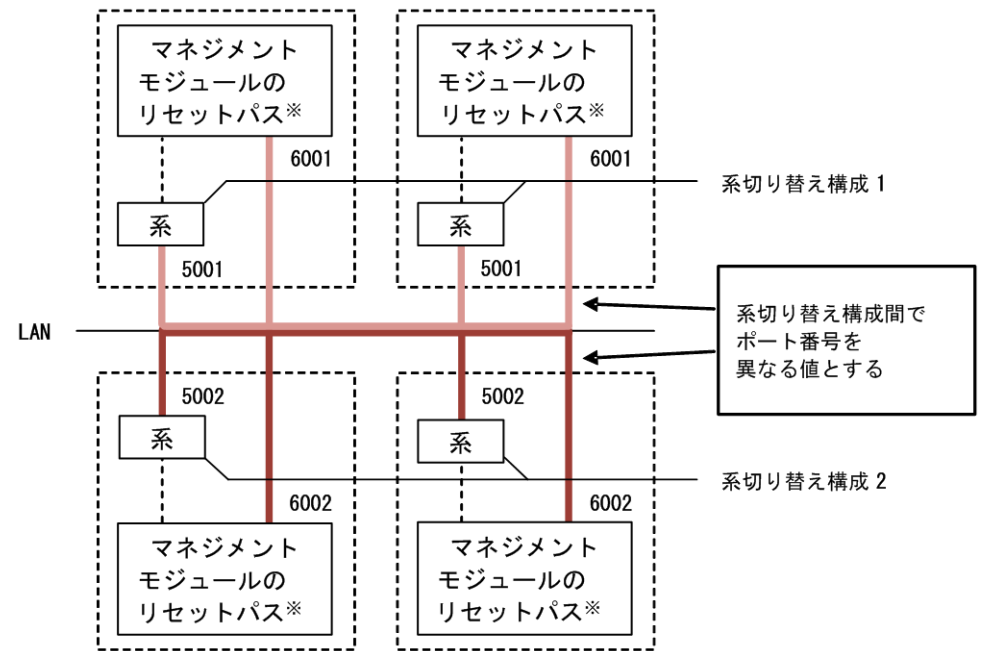 マネジメント
モジュールの
リセットパス※
マネジメント
モジュールの
リセットパス※
6001
6001
系切り替え構成 1
系
系
5001
5001
系切り替え構成間で
ポート番号を
異なる値とする
LAN
5002
5002
系
系
系切り替え構成 2
6002
6002
マネジメント
モジュールの
リセットパス※
マネジメント
モジュールの
リセットパス※